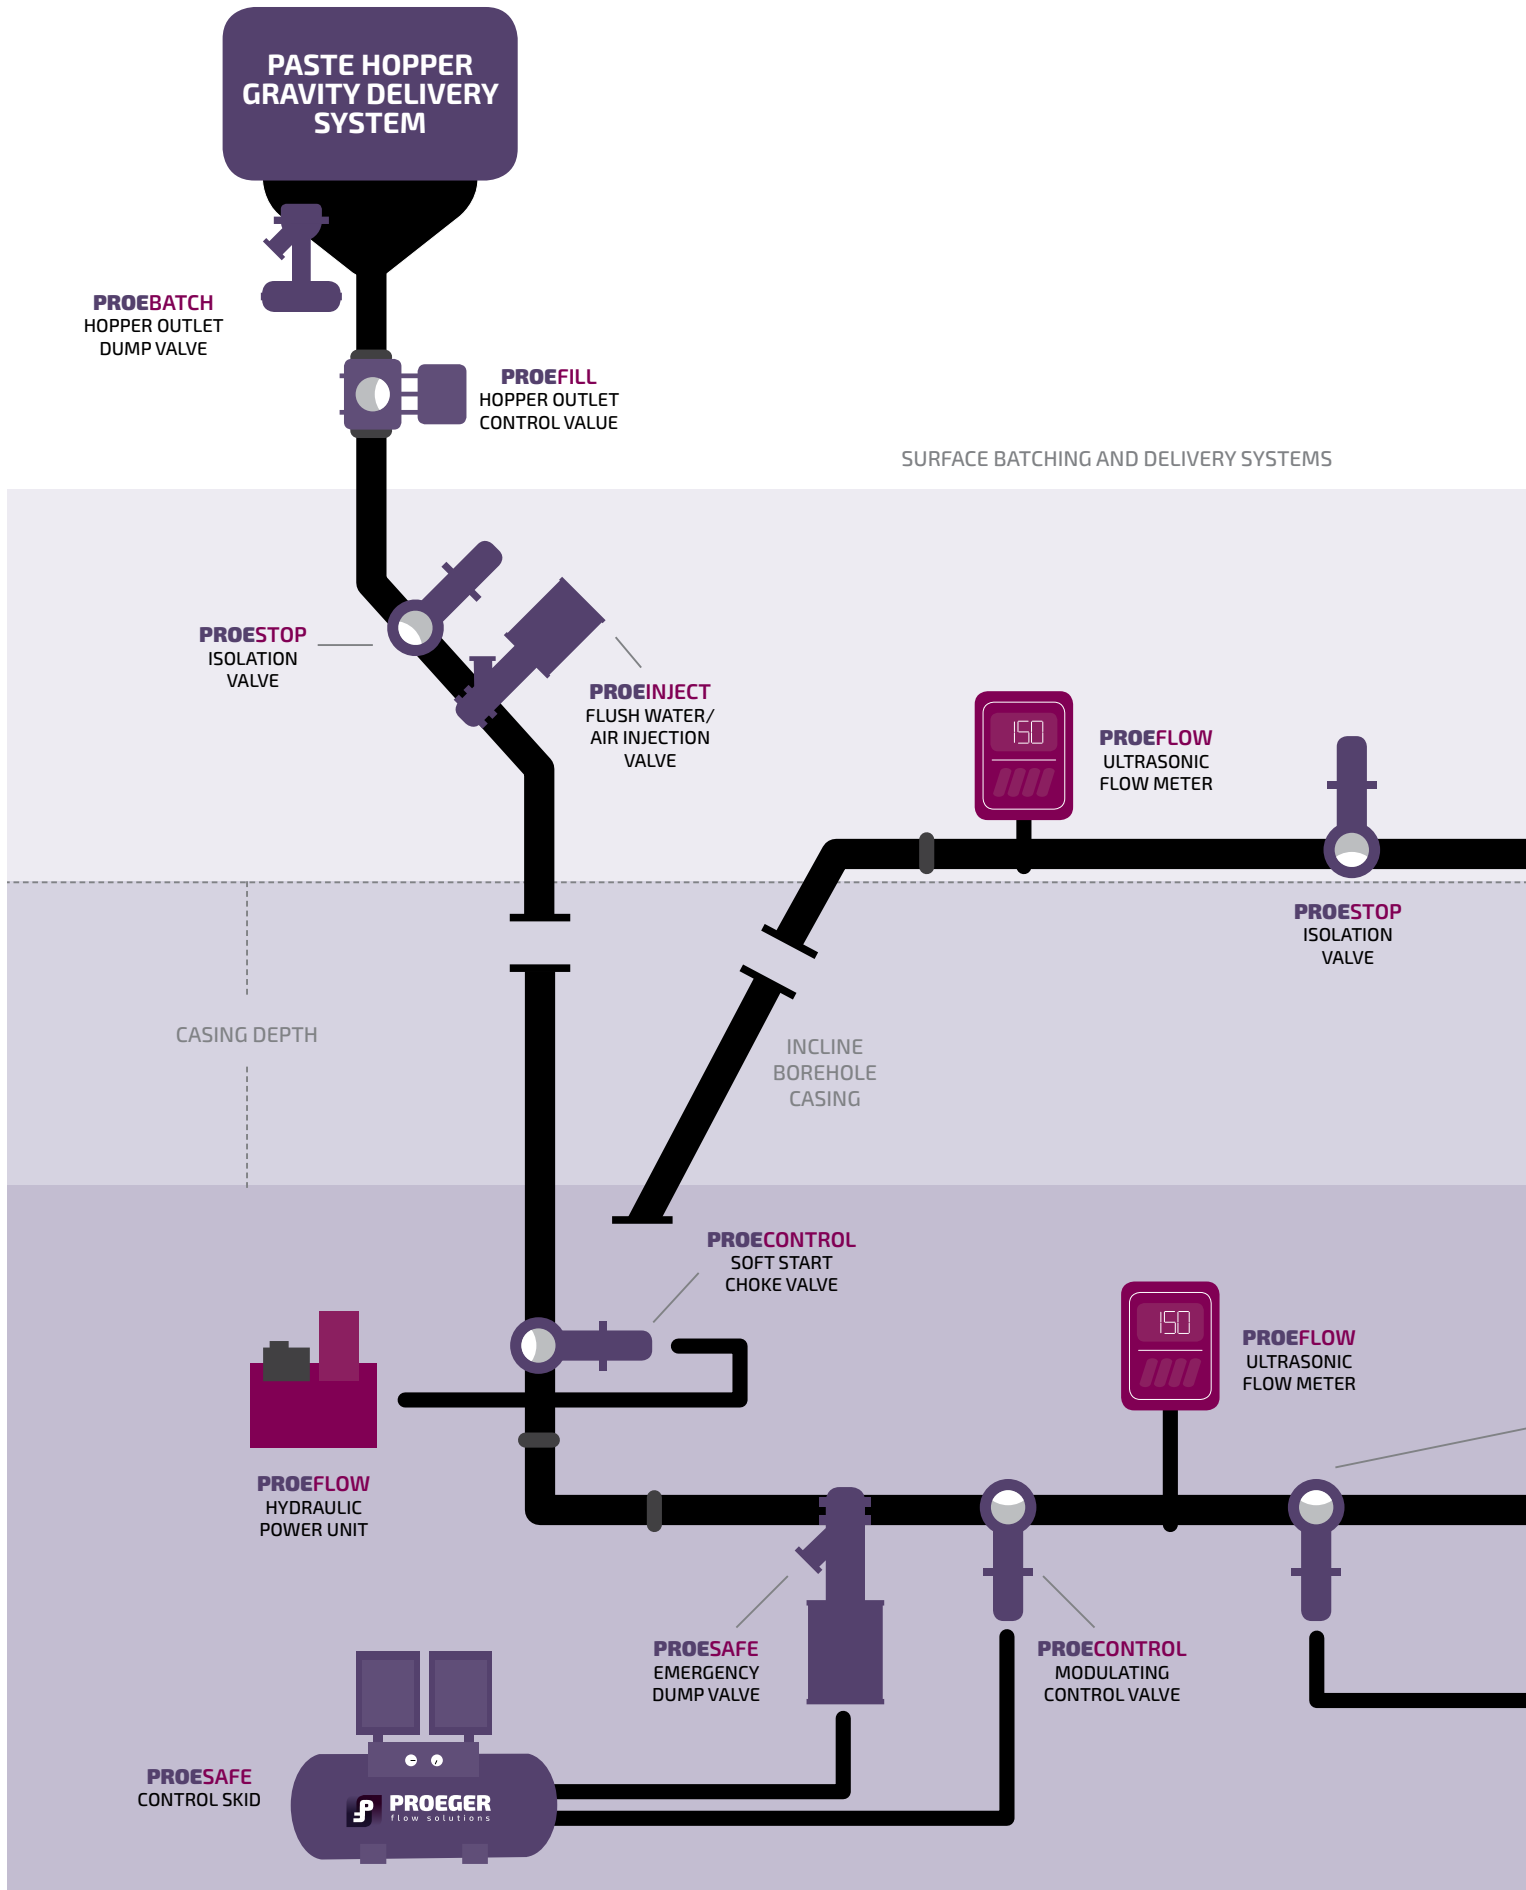 PASTE HOPPER
GRAVITY DELIVERY
SYSTEM
PROEBATCH
HOPPER OUTLET
DUMP VALVE
PROEFILL
HOPPER OUTLET
CONTROL VALUE
SURFACE BATCHING AND DELIVERY SYSTEMS
PROESTOP
ISOLATION
VALVE
PROEINJECT
FLUSH WATER/
AIR INJECTION
VALVE
150
PROEFLOW
ULTRASONIC
FLOW METER
PROESTOP
ISOLATION
VALVE
CASING DEPTH
INCLINE
BOREHOLE
CASING
PROECONTROL
SOFT START
CHOKE VALVE
150
PROEFLOW
ULTRASONIC
FLOW METER
PROEFLOW
HYDRAULIC
POWER UNIT
PROESAFE
EMERGENCY
DUMP VALVE
PROECONTROL
MODULATING
CONTROL VALVE
PROESAFE
CONTROL SKID
PROEGER
flow solutions